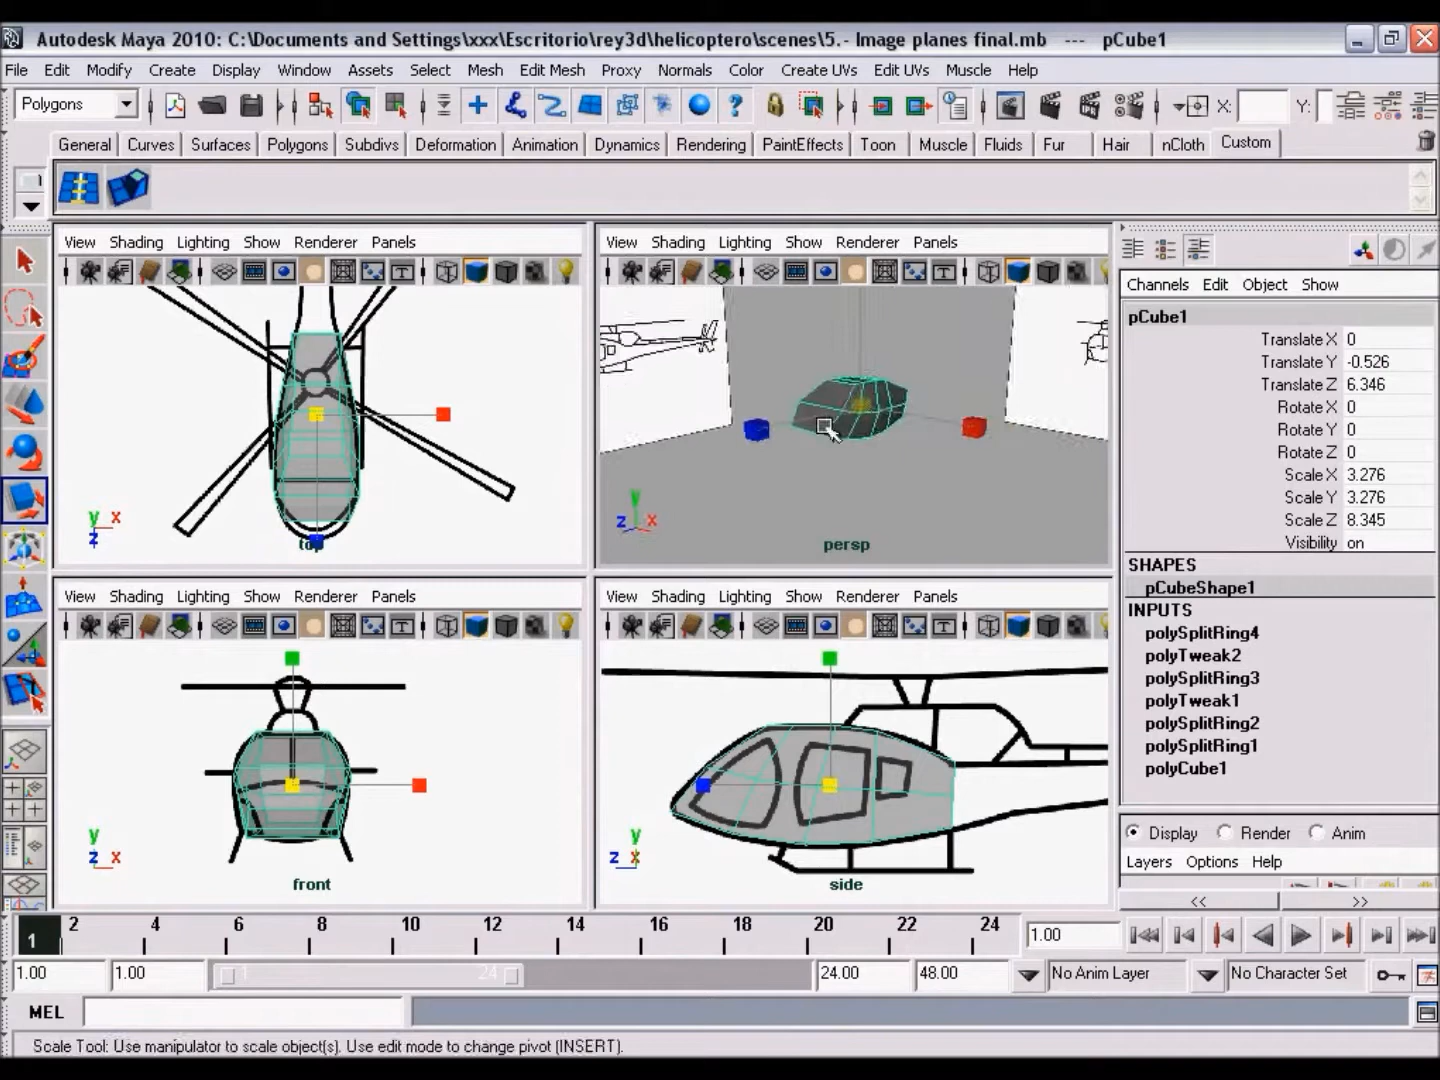 Autodesk Maya 2010: C:\Documents and Settings\xxx\Escritorio\rey3d\helicoptero\scenes\5.- Image planes final.mb --- pCube1
File Edit Modify Create Display Window Assets Select Mesh Edit Mesh Proxy Normals Color Create UVs Edit UVs Muscle Help
Polygons X: Y:
General Curves Surfaces Polygons Subdivs Deformation Animation Dynamics Rendering PaintEffects Toon Muscle Fluids Fur Hair nCloth Custom
View Shading Lighting Show Renderer Panels
y x
z
top
View Shading Lighting Show Renderer Panels
y
z x
persp
View Shading Lighting Show Renderer Panels
y
z x
front
View Shading Lighting Show Renderer Panels
y
z x
side
Channels Edit Object Show
pCube1
Translate X 0
Translate Y -0.526
Translate Z 6.346
Rotate X 0
Rotate Y 0
Rotate Z 0
Scale X 3.276
Scale Y 3.276
Scale Z 8.345
Visibility on
SHAPES
pCubeShape1
INPUTS
polySplitRing4
polyTweak2
polySplitRing3
polyTweak1
polySplitRing2
polySplitRing1
polyCube1
Display Render Anim
Layers Options Help
<< >>
1 2 4 6 8 10 12 14 16 18 20 22 24 1.00
1.00 1.00 1 24 24.00 48.00 No Anim Layer No Character Set
MEL
Scale Tool: Use manipulator to scale object(s). Use edit mode to change pivot (INSERT).